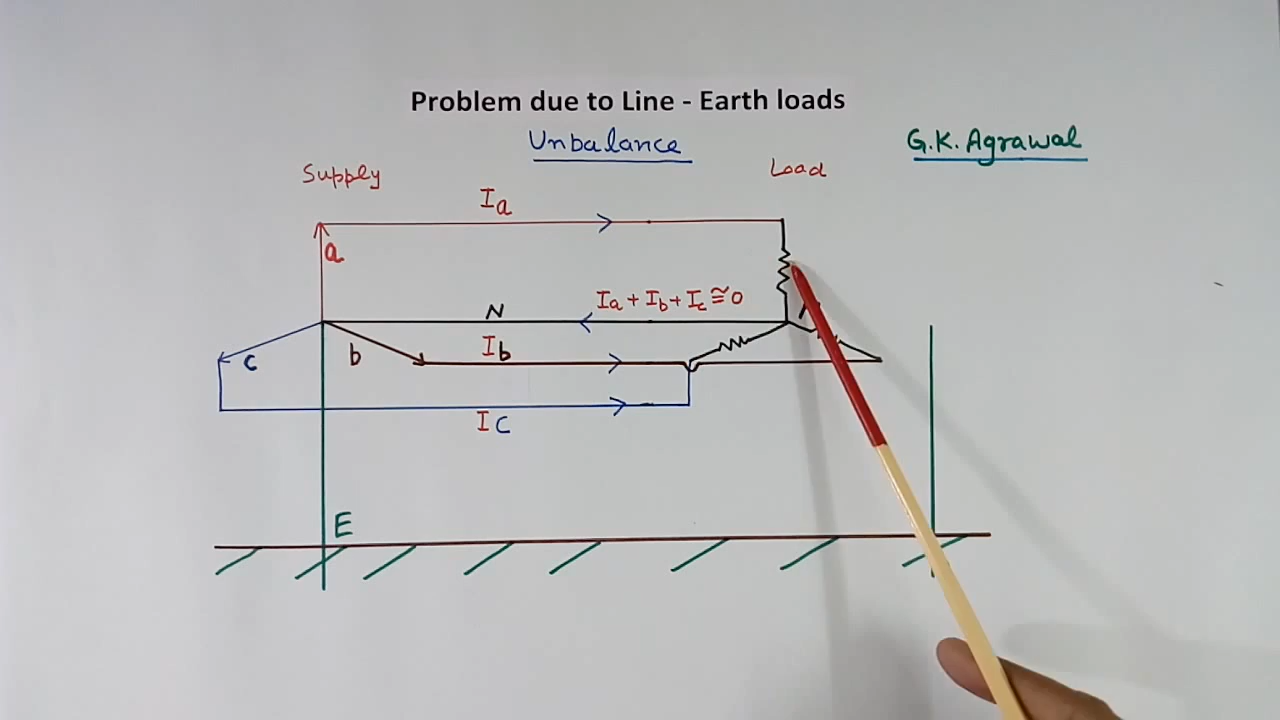 Problem due to Line - Earth loads
Unbalance
G.K. Agrawal
Supply
Load
Ia
a
N
Ia + Ib + Ic ≅ 0
Ib
c
b
Ic
E